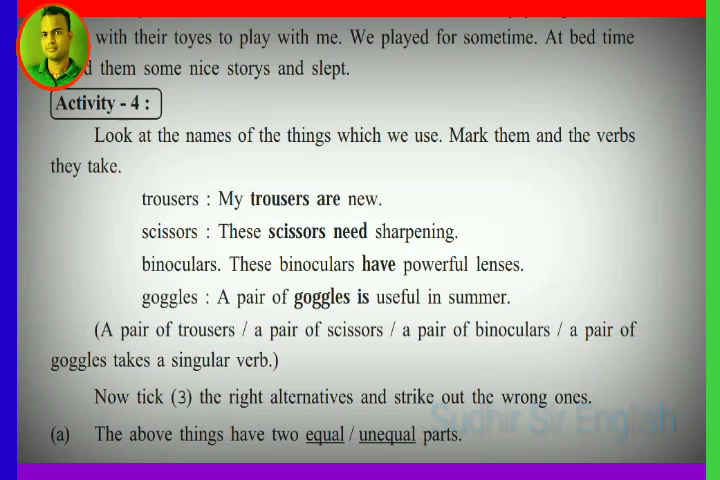 with their toyes to play with me. We played for sometime. At bed time
them some nice storys and slept.
Activity - 4 :
Look at the names of the things which we use. Mark them and the verbs
they take.
trousers : My trousers are new.
scissors : These scissors need sharpening.
binoculars. These binoculars have powerful lenses.
goggles : A pair of goggles is useful in summer.
(A pair of trousers / a pair of scissors / a pair of binoculars / a pair of
goggles takes a singular verb.)
Now tick (3) the right alternatives and strike out the wrong ones.
Sudhir Sir English
(a) The above things have two equal / unequal parts.